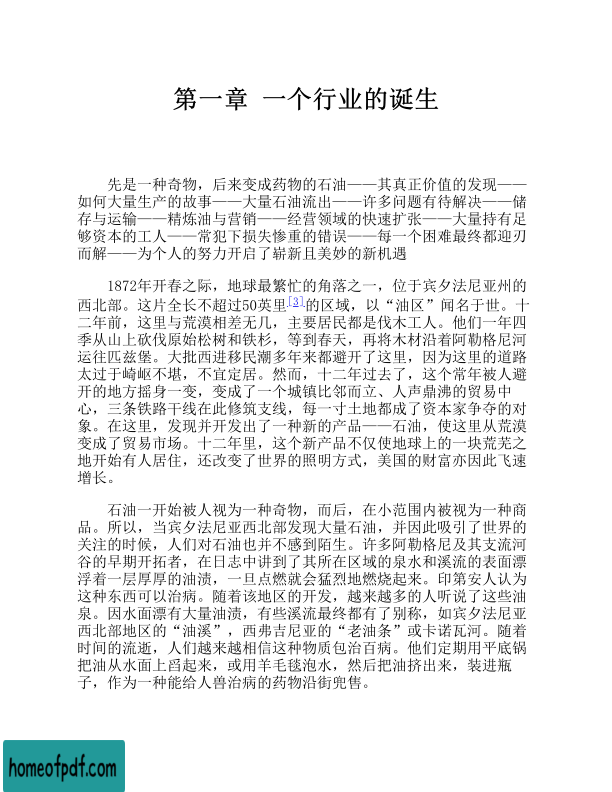 第一章 一个行业的诞生
先是一种奇物，后来变成药物的石油——其真正价值的发现——
如何大量生产的故事——大量石油流出——许多问题有待解决——储
存与运输——精炼油与营销——经营领域的快速扩张——大量持有足
够资本的工人——常犯下损失惨重的错误——每一个困难最终都迎刃
而解——为个人的努力开启了崭新且美妙的新机遇
1872年开春之际，地球最繁忙的角落之一，位于宾夕法尼亚州的
西北部。这片全长不超过50英里[3]的区域，以“油区”闻名于世。十
二年前，这里与荒漠相差无几，主要居民都是伐木工人。他们一年四
季从山上砍伐原始松树和铁杉，等到春天，再将木材沿着阿勒格尼河
运往匹兹堡。大批西进移民潮多年来都避开了这里，因为这里的道路
太过于崎岖不堪，不宜定居。然而，十二年过去了，这个常年被人避
开的地方摇身一变，变成了一个城镇比邻而立、人声鼎沸的贸易中
心，三条铁路干线在此修筑支线，每一寸土地都成了资本家争夺的对
象。在这里，发现并开发出了一种新的产品——石油，使这里从荒漠
变成了贸易市场。十二年里，这个新产品不仅使地球上的一块荒芜之
地开始有人居住，还改变了世界的照明方式，美国的财富亦因此飞速
增长。
石油一开始被人视为一种奇物，而后，在小范围内被视为一种商
品。所以，当宾夕法尼亚西北部发现大量石油，并因此吸引了世界的
关注的时候，人们对石油也并不感到陌生。许多阿勒格尼及其支流河
谷的早期开拓者，在日志中讲到了其所在区域的泉水和溪流的表面漂
浮着一层厚厚的油渍，一旦点燃就会猛烈地燃烧起来。印第安人认为
这种东西可以治病。随着该地区的开发，越来越多的人听说了这些油
泉。因水面漂有大量油渍，有些溪流最终都有了别称，如宾夕法尼亚
西北部地区的“油溪”，西弗吉尼亚的“老油条”或卡诺瓦河。随着
时间的流逝，人们越来越相信这种物质包治百病。他们定期用平底锅
把油从水面上舀起来，或用羊毛毯泡水，然后把油挤出来，装进瓶
子，作为一种能给人兽治病的药物沿街兜售。
homeofpdf.com